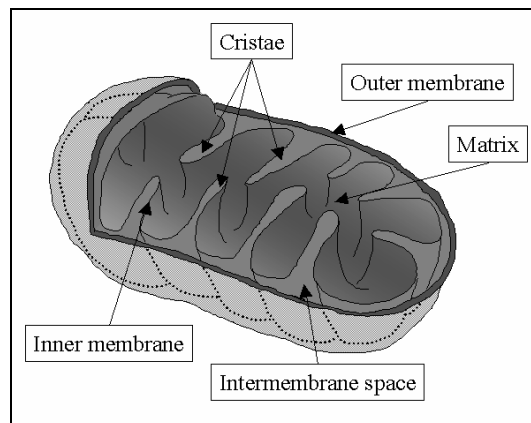 Cristae
Outer membrane
Matrix
Inner membrane
Intermembrane space